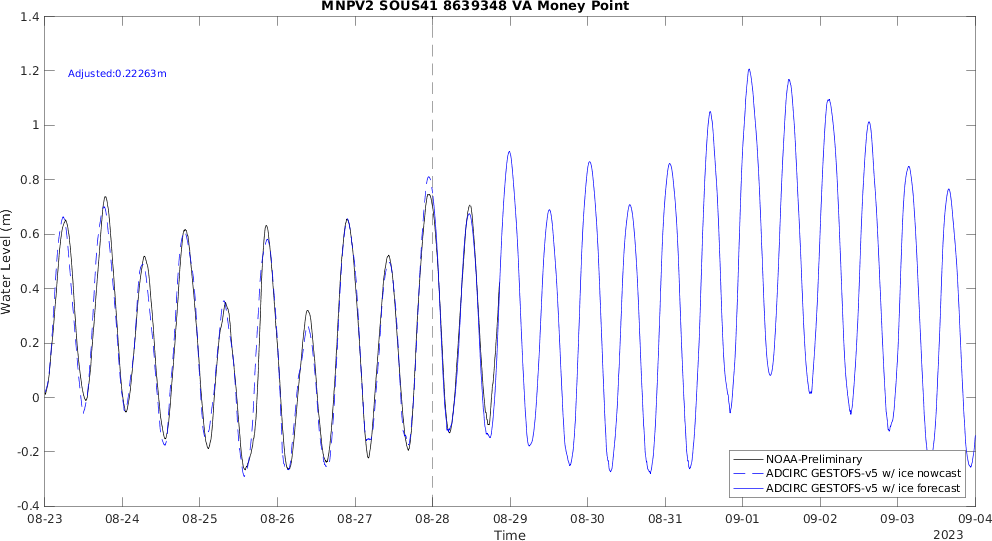 MNPV2 SOUS41 8639348 VA Money Point
1.4
1.2
1
0.8
0.6
0.4
0.2
0
-0.2
-0.4
Water Level (m)
Adjusted:0.22263m
NOAA-Preliminary
ADCIRC GESTOFS-v5 w/ ice nowcast
ADCIRC GESTOFS-v5 w/ ice forecast
08-23 08-24 08-25 08-26 08-27 08-28 08-29 08-30 08-31 09-01 09-02 09-03 09-04
Time
2023